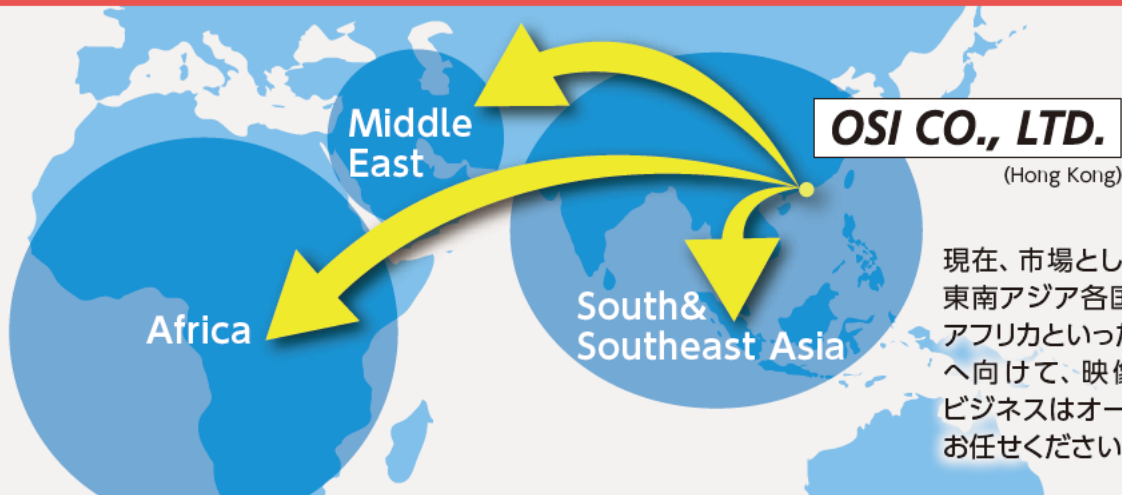 Middle
East
OSI CO., LTD.
(Hong Kong)
Africa
South&
Southeast Asia
現在、市場とし
東南アジア各国
アフリカといった
へ向けて、映像
ビジネスはオー
お任せください